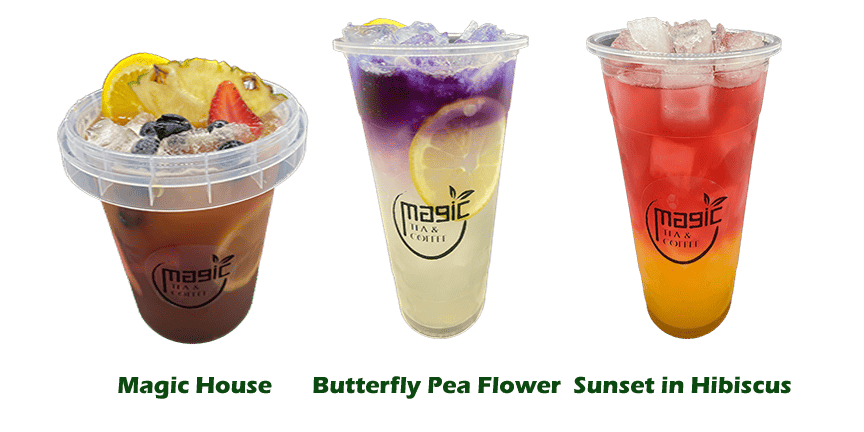 magic
TEA &
COFFEE
magic
TEA &
COFFEE
magic
TEA &
COFFEE
Magic House
Butterfly Pea Flower
Sunset in Hibiscus